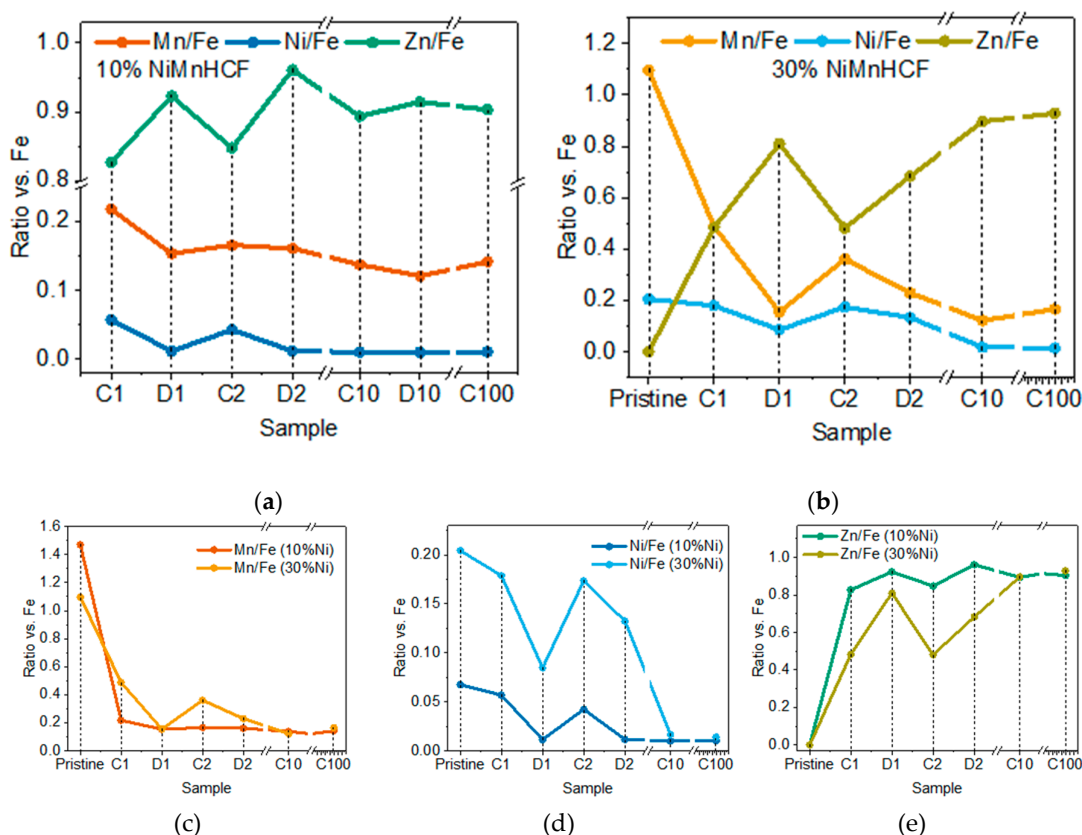 Mn/Fe Ni/Fe Zn/Fe
10% NiMnHCF
1.0
0.9
0.8
0.2
0.1
0.0
Ratio vs. Fe
C1 D1 C2 D2 C10 D10 C100
Sample
(a)
Mn/Fe Ni/Fe Zn/Fe
30% NiMnHCF
1.2
1.0
0.8
0.6
0.4
0.2
0.0
Ratio vs. Fe
Pristine C1 D1 C2 D2 C10 C100
Sample
(b)
Mn/Fe (10%Ni)
Mn/Fe (30%Ni)
1.6
1.4
1.2
1.0
0.8
0.6
0.4
0.2
0.0
Ratio vs. Fe
Pristine C1 D1 C2 D2 C10 C100
Sample
(c)
Ni/Fe (10%Ni)
Ni/Fe (30%Ni)
0.20
0.15
0.10
0.05
0.00
Ratio vs. Fe
Pristine C1 D1 C2 D2 C10 C100
Sample
(d)
Zn/Fe (10%Ni)
Zn/Fe (30%Ni)
1.0
0.8
0.6
0.4
0.2
0.0
Ratio vs. Fe
Pristine C1 D1 C2 D2 C10 C100
Sample
(e)